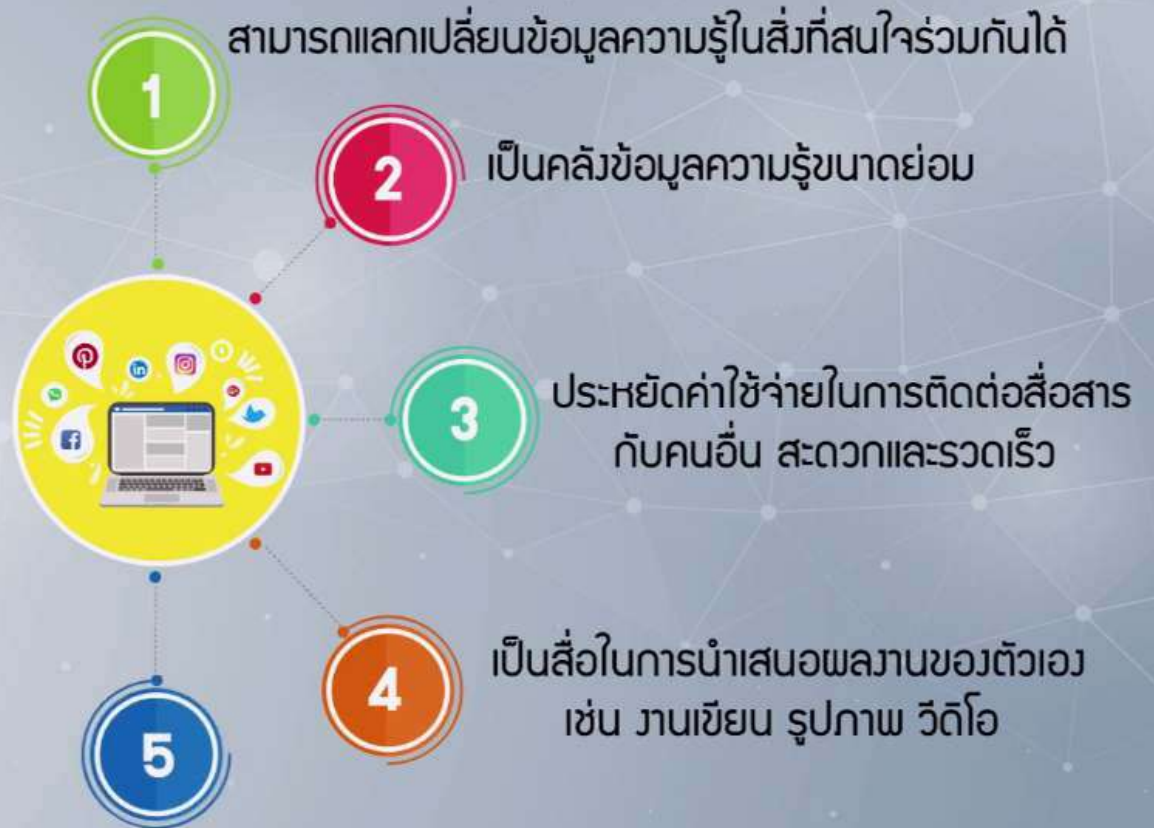 1
สามารถแลกเปลี่ยนข้อมูลความรู้ในสิ่งที่สนใจร่วมกันได้
2
เป็นคลังข้อมูลความรู้ขนาดย่อม
3
ประหยัดค่าใช้จ่ายในการติดต่อสื่อสาร
กับคนอื่น สะดวกและรวดเร็ว
4
เป็นสื่อในการนำเสนอผลงานของตัวเอง
เช่น งานเขียน รูปภาพ วีดิโอ
5